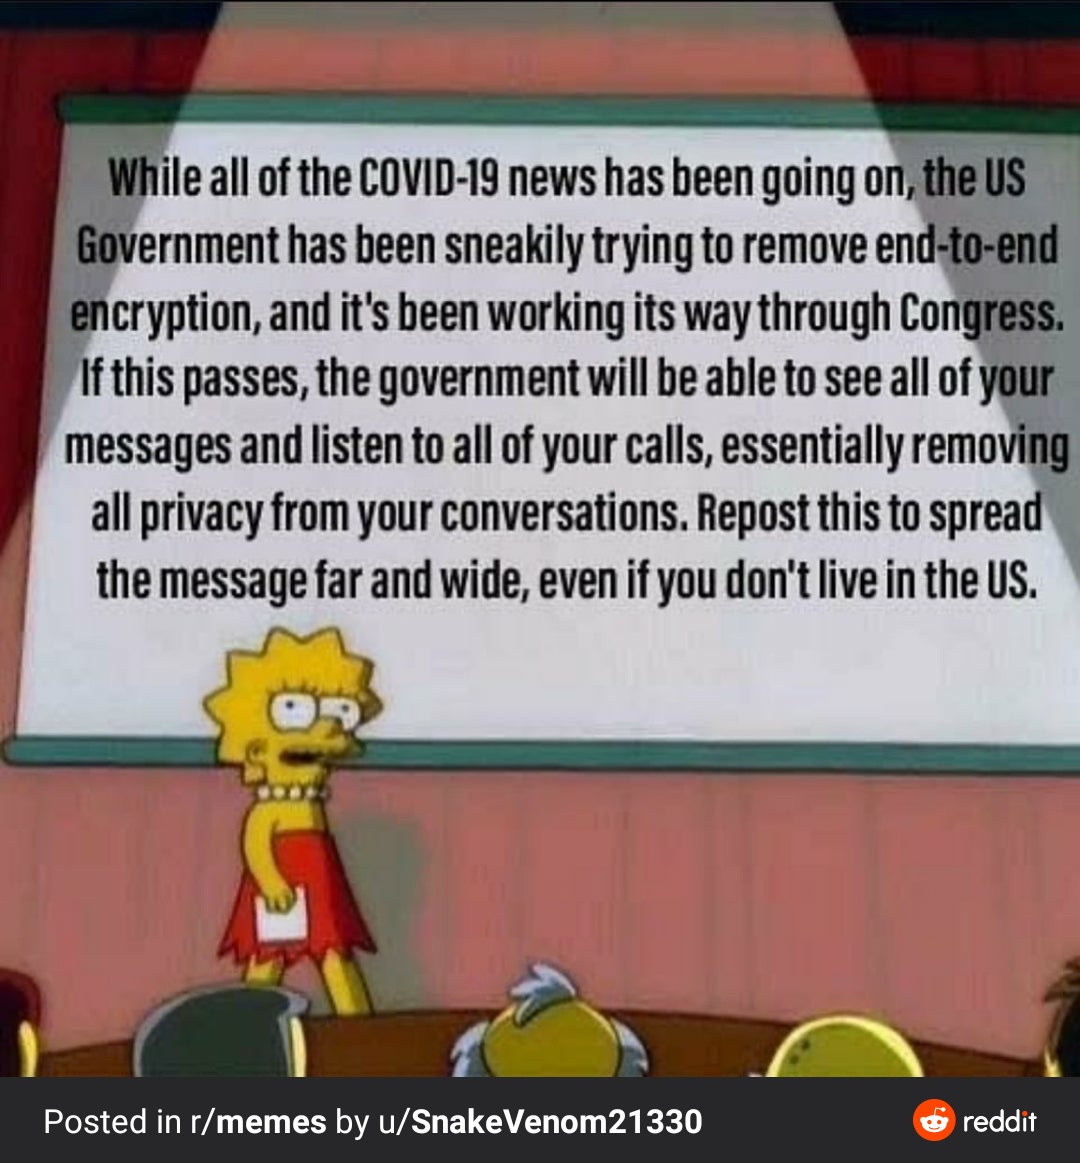 While all of the COVID-19 news has been going on, the US
Government has been sneakily trying to remove end-to-end
encryption, and it's been working its way through Congress.
If this passes, the government will be able to see all of your
messages and listen to all of your calls, essentially removing
all privacy from your conversations. Repost this to spread
the message far and wide, even if you don't live in the US.
Posted in r/memes by u/SnakeVenom21330
reddit